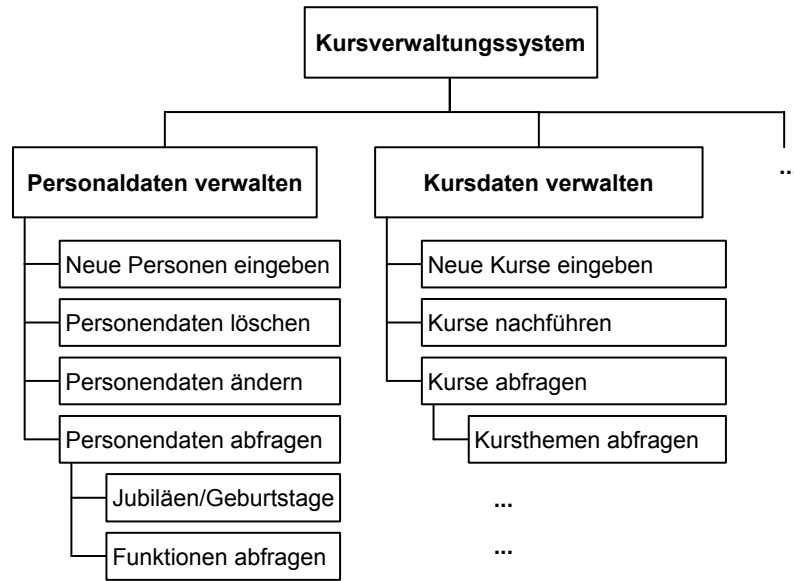 Kursverwaltungssystem
Personaldaten verwalten
Neue Personen eingeben
Personendaten löschen
Personendaten ändern
Personendaten abfragen
Jubiläen/Geburtstage
Funktionen abfragen
Kursdaten verwalten
Neue Kurse eingeben
Kurse nachführen
Kurse abfragen
Kursthemen abfragen
...
...
...